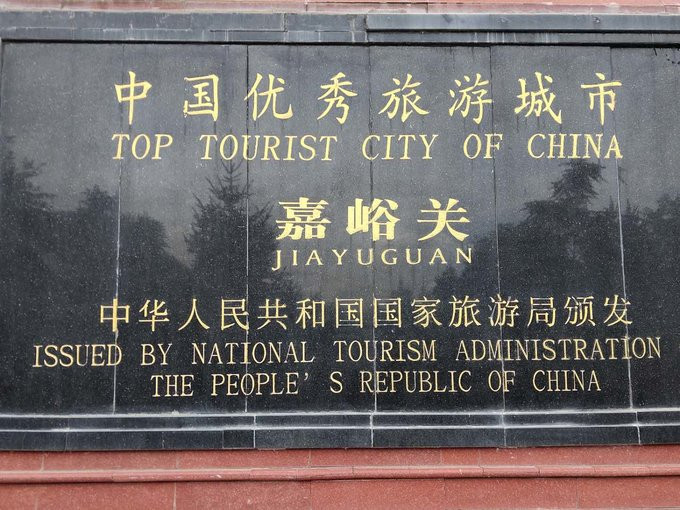 中国优秀旅游城市
TOP TOURIST CITY OF CHINA
嘉峪关
JIAYUGUAN
中华人民共和国国家旅游局颁发
ISSUED BY NATIONAL TOURISM ADMINISTRATION
THE PEOPLE' S REPUBLIC OF CHINA